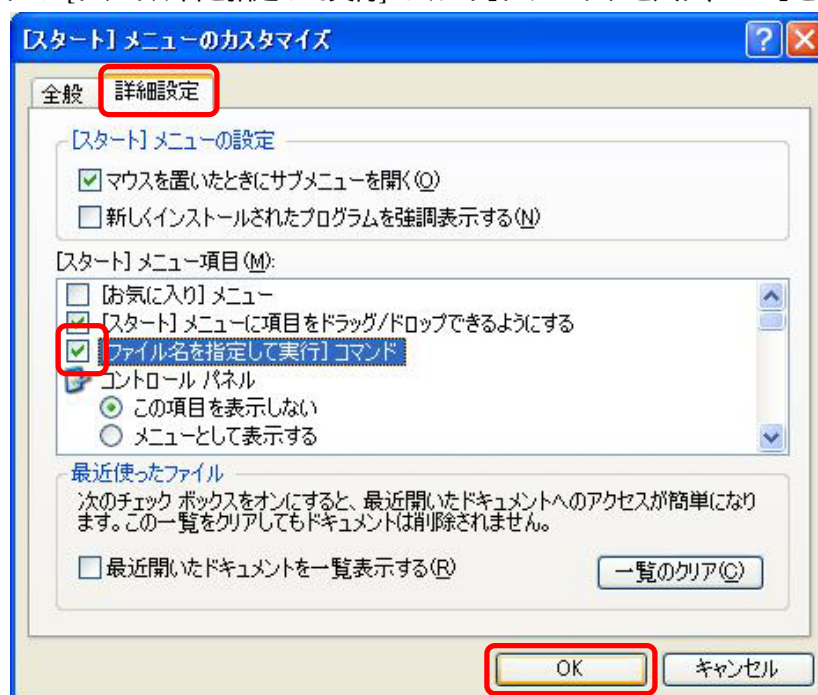 [スタート] メニューのカスタマイズ
全般 詳細設定
[スタート] メニューの設定
マウスを置いたときにサブメニューを開く(O)
新しくインストールされたプログラムを強調表示する(N)
[スタート] メニュー項目(M):
[お気に入り] メニュー
[スタート] メニューに項目をドラッグ/ドロップできるようにする
[ファイル名を指定して実行] コマンド
コントロール パネル
この項目を表示しない
メニューとして表示する
最近使ったファイル
次のチェック ボックスをオンにすると、最近開いたドキュメントへのアクセスが簡単になり
ます。この一覧をクリアしてもドキュメントは削除されません。
最近開いたドキュメントを一覧表示する(R)
一覧のクリア(C)
OK キャンセル